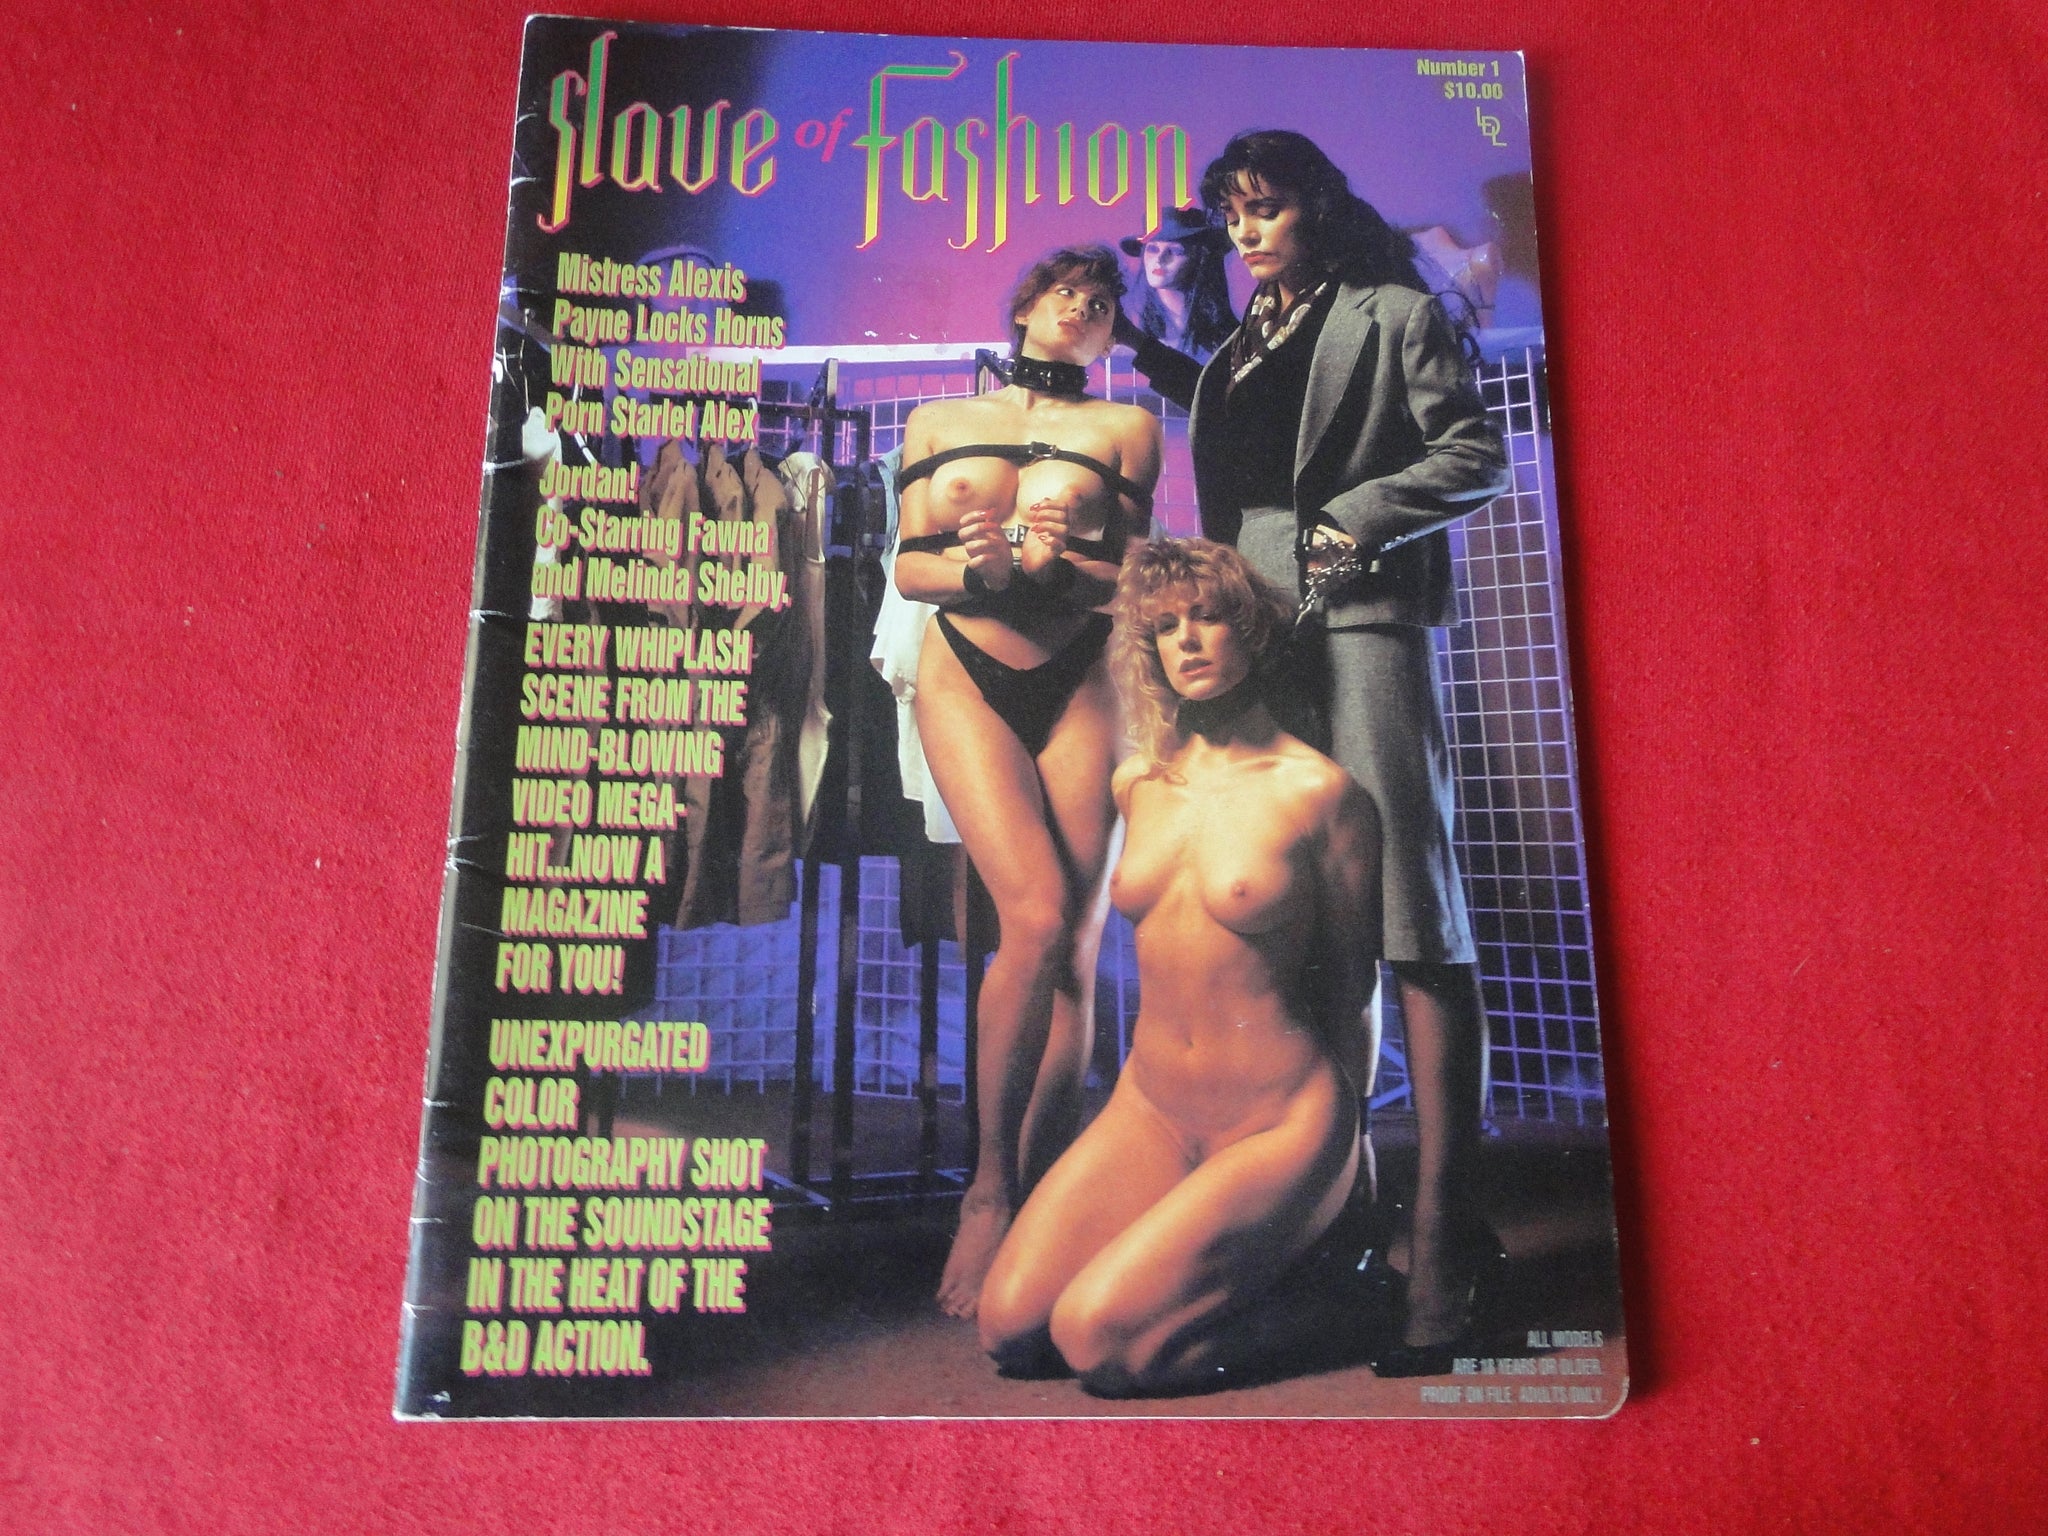 Slave of Fashion
Number 1
$10.00
LDL
Mistress Alexis
Payne Locks Horns
With Sensational
Porn Starlet Alex
Jordan!
Co-Starring Fawna
and Melinda Shelby.
EVERY WHIPLASH
SCENE FROM THE
MIND-BLOWING
VIDEO MEGA-
HIT...NOW A
MAGAZINE
FOR YOU!
UNEXPURGATED
COLOR
PHOTOGRAPHY SHOT
ON THE SOUNDSTAGE
IN THE HEAT OF THE
B&D ACTION.
ALL MODELS
ARE 18 YEARS OR OLDER.
PROOF ON FILE. ADULTS ONLY